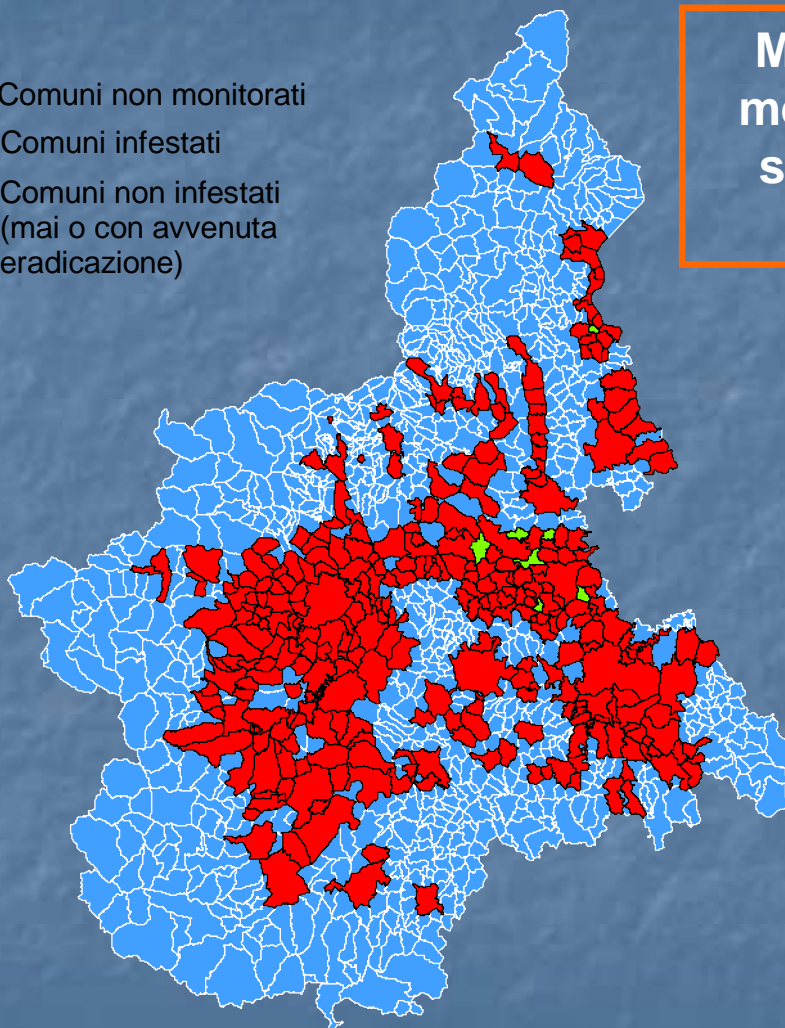 Comuni non monitorati
Comuni infestati
Comuni non infestati
(mai o con avvenuta
eradicazione)